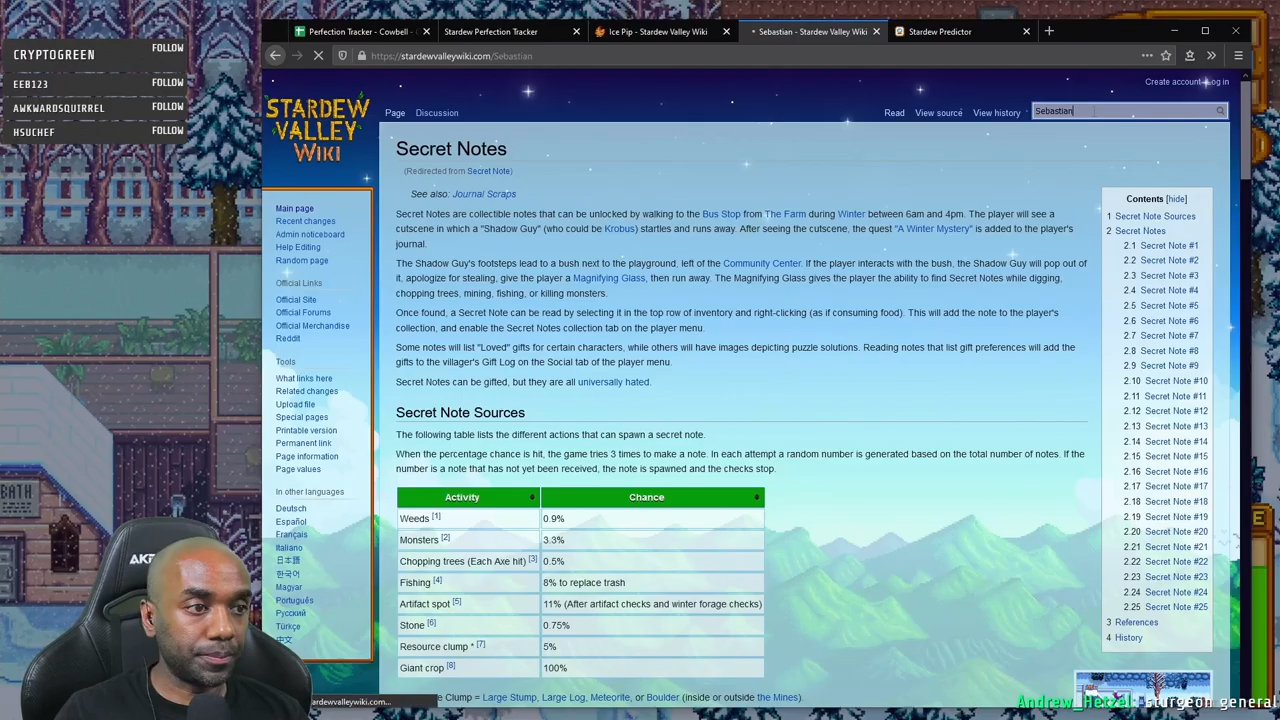 CRYPTOGREEN FOLLOW
EEB123 FOLLOW
AWKWARDSQUIRREL FOLLOW
HSUCHEF FOLLOW
Perfection Tracker - Cowbell -
Stardew Perfection Tracker
Ice Pip - Stardew Valley Wiki
Sebastian - Stardew Valley Wiki
Stardew Predictor
https://stardewvalleywiki.com/Sebastian
Create account Log in
STARDEW
VALLEY
WIKI
Page
Discussion
Read
View source
View history
Sebastian
Main page
Recent changes
Admin noticeboard
Help Editing
Random page
Official Links
Official Site
Official Forums
Official Merchandise
Reddit
Tools
What links here
Related changes
Upload file
Special pages
Printable version
Permanent link
Page information
Page values
In other languages
Deutsch
Español
Français
Italiano
日本語
한국어
Magyar
Português
Русский
Türkçe
中文
Secret Notes
(Redirected from Secret Note)
See also: Journal Scraps
Secret Notes are collectible notes that can be unlocked by walking to the Bus Stop from The Farm during Winter between 6am and 4pm. The player will see a
cutscene in which a "Shadow Guy" (who could be Krobus) startles and runs away. After seeing the cutscene, the quest "A Winter Mystery" is added to the player's
journal.
The Shadow Guy's footsteps lead to a bush next to the playground, left of the Community Center. If the player interacts with the bush, the Shadow Guy will pop out of
it, apologize for stealing, give the player a Magnifying Glass, then run away. The Magnifying Glass gives the player the ability to find Secret Notes while digging,
chopping trees, mining, fishing, or killing monsters.
Once found, a Secret Note can be read by selecting it in the top row of inventory and right-clicking (as if consuming food). This will add the note to the player's
collection, and enable the Secret Notes collection tab on the player menu.
Some notes will list "Loved" gifts for certain characters, while others will have images depicting puzzle solutions. Reading notes that list gift preferences will add the
gifts to the villager's Gift Log on the Social tab of the player menu.
Secret Notes can be gifted, but they are all universally hated.
Secret Note Sources
The following table lists the different actions that can spawn a secret note.
When the percentage chance is hit, the game tries 3 times to make a note. In each attempt a random number is generated based on the total number of notes. If the
number is a note that has not yet been received, the note is spawned and the checks stop.
Activity Chance
Weeds [1] 0.9%
Monsters [2] 3.3%
Chopping trees (Each Axe hit) [3] 0.5%
Fishing [4] 8% to replace trash
Artifact spot [5] 11% (After artifact checks and winter forage checks)
Stone [6] 0.75%
Resource clump * [7] 5%
Giant crop [8] 100%
Clump = Large Stump, Large Log, Meteorite, or Boulder (inside or outside the Mines).
Contents [hide]
1 Secret Note Sources
2 Secret Notes
2.1 Secret Note #1
2.2 Secret Note #2
2.3 Secret Note #3
2.4 Secret Note #4
2.5 Secret Note #5
2.6 Secret Note #6
2.7 Secret Note #7
2.8 Secret Note #8
2.9 Secret Note #9
2.10 Secret Note #10
2.11 Secret Note #11
2.12 Secret Note #12
2.13 Secret Note #13
2.14 Secret Note #14
2.15 Secret Note #15
2.16 Secret Note #16
2.17 Secret Note #17
2.18 Secret Note #18
2.19 Secret Note #19
2.20 Secret Note #20
2.21 Secret Note #21
2.22 Secret Note #22
2.23 Secret Note #23
2.24 Secret Note #24
2.25 Secret Note #25
3 References
4 History
BATH
stardewvalleywiki.com...
Andrew_Hetzel: sturgeon general